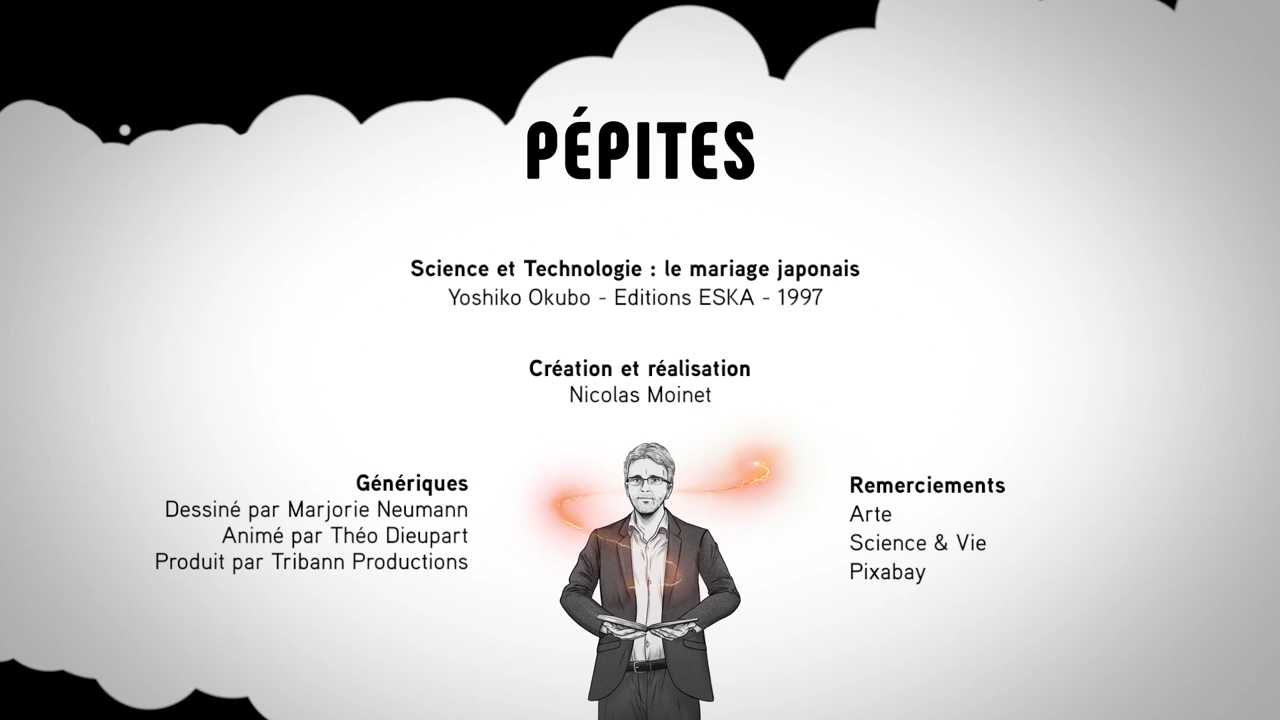 PÉPITES
Science et Technologie : le mariage japonais
Yoshiko Okubo - Editions ESKA - 1997
Création et réalisation
Nicolas Moinet
Génériques
Dessiné par Marjorie Neumann
Animé par Théo Dieupart
Produit par Tribann Productions
Remerciements
Arte
Science & Vie
Pixabay